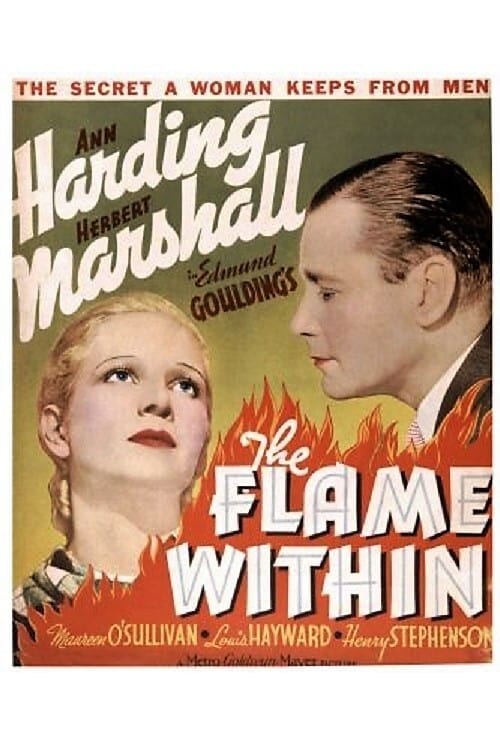 THE SECRET A WOMAN KEEPS FROM MEN
ANN
Harding
HERBERT
Marshall
in Edmund
GOULDING'S
The
FLAME
WITHIN
Maureen O'SULLIVAN • Louis HAYWARD • Henry STEPHENSON
A Metro Goldwyn Mayer PICTURE